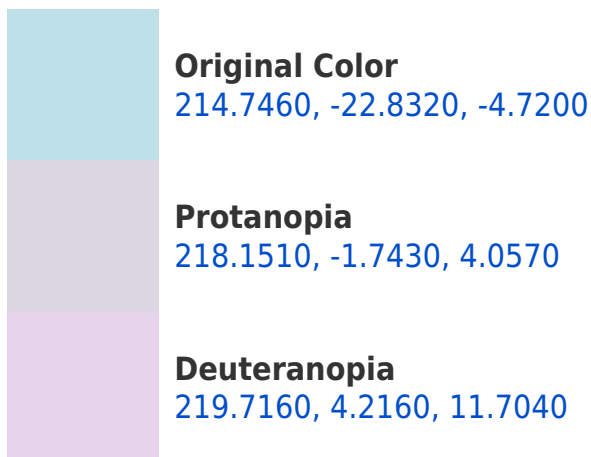 Original Color
214.7460, -22.8320, -4.7200
Protanopia
218.1510, -1.7430, 4.0570
Deuteranopia
219.7160, 4.2160, 11.7040